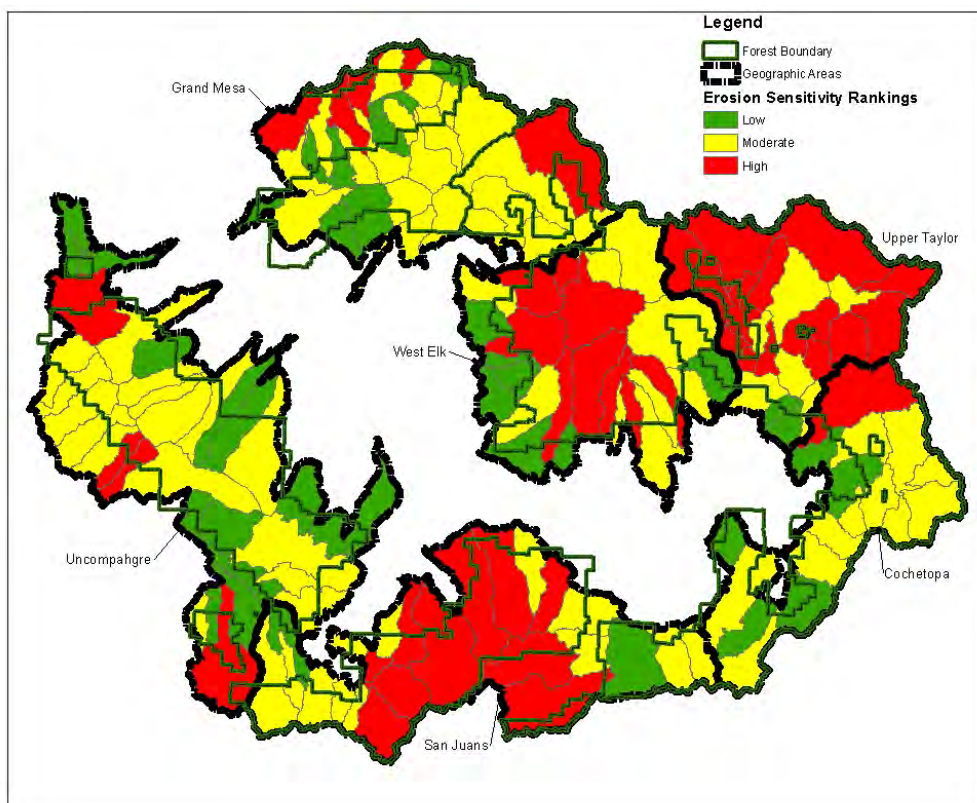 Legend
Forest Boundary
Geographic Areas
Erosion Sensitivity Rankings
Low
Moderate
High
Grand Mesa
Upper Taylor
West Elk
Uncompahgre
Cochetopa
San Juans